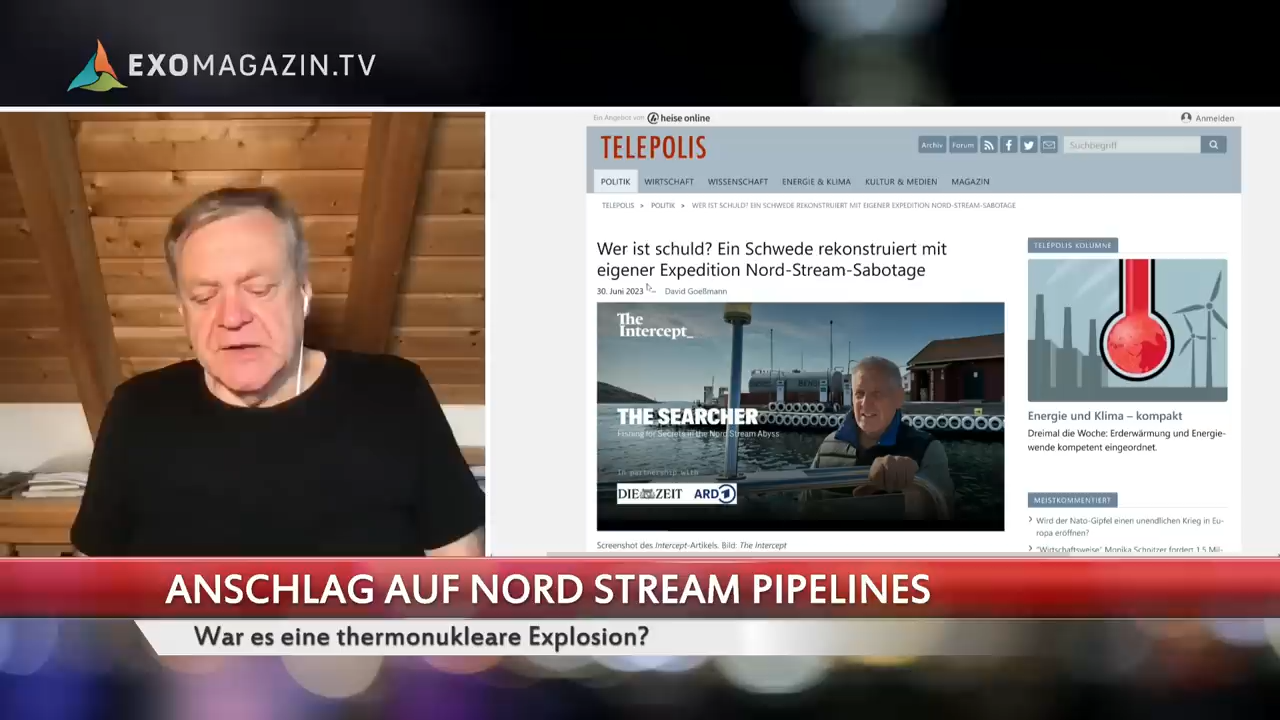 EXOMAGAZIN.TV
Ein Angebot von heise online
Anmelden
TELEPOLIS
Archiv
Forum
Suchbegriff
POLITIK
WIRTSCHAFT
WISSENSCHAFT
ENERGIE & KLIMA
KULTUR & MEDIEN
MAGAZIN
TELEPOLIS > POLITIK > WER IST SCHULD? EIN SCHWEDE REKONSTRUIERT MIT EIGENER EXPEDITION NORD-STREAM-SABOTAGE
Wer ist schuld? Ein Schwede rekonstruiert mit
eigener Expedition Nord-Stream-Sabotage
30. Juni 2023
David Goeßmann
The
Intercept_
THE SEARCHER
Fishing for Secrets in the Nord Stream Abyss
In partnership with
DIE ZEIT
ARD
Screenshot des Intercept-Artikels. Bild: The Intercept
TELEPOLIS KOLUMNE
Energie und Klima – kompakt
Dreimal die Woche: Erderwärmung und Energie-
wende kompetent eingeordnet.
MEISTKOMMENTIERT
Wird der Nato-Gipfel einen unendlichen Krieg in Eu-
ropa eröffnen?
"Wirtschaftsweise" Monika Schnitzer fordert 1,5 Mil-
ANSCHLAG AUF NORD STREAM PIPELINES
War es eine thermonukleare Explosion?